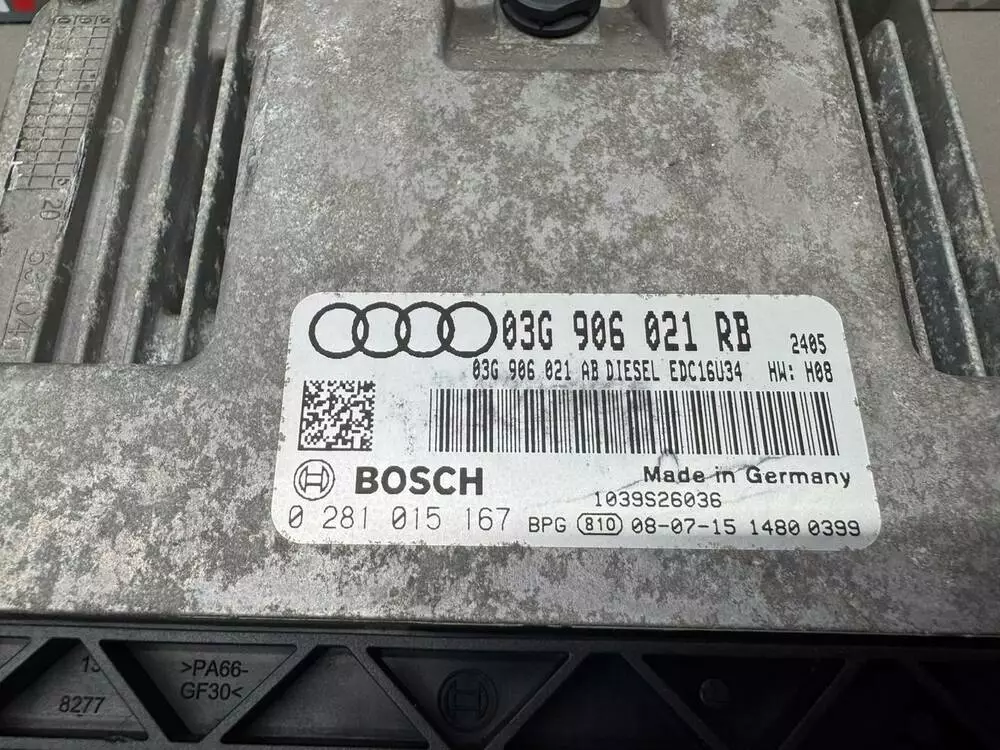 03G 906 021 RB 2405
03G 906 021 AB DIESEL EDC16U34 HW: H08
BOSCH Made in Germany
1039S26036
0 281 015 167 BPG 810 08-07-15 1480 0399
>PA66-
GF30<
8277